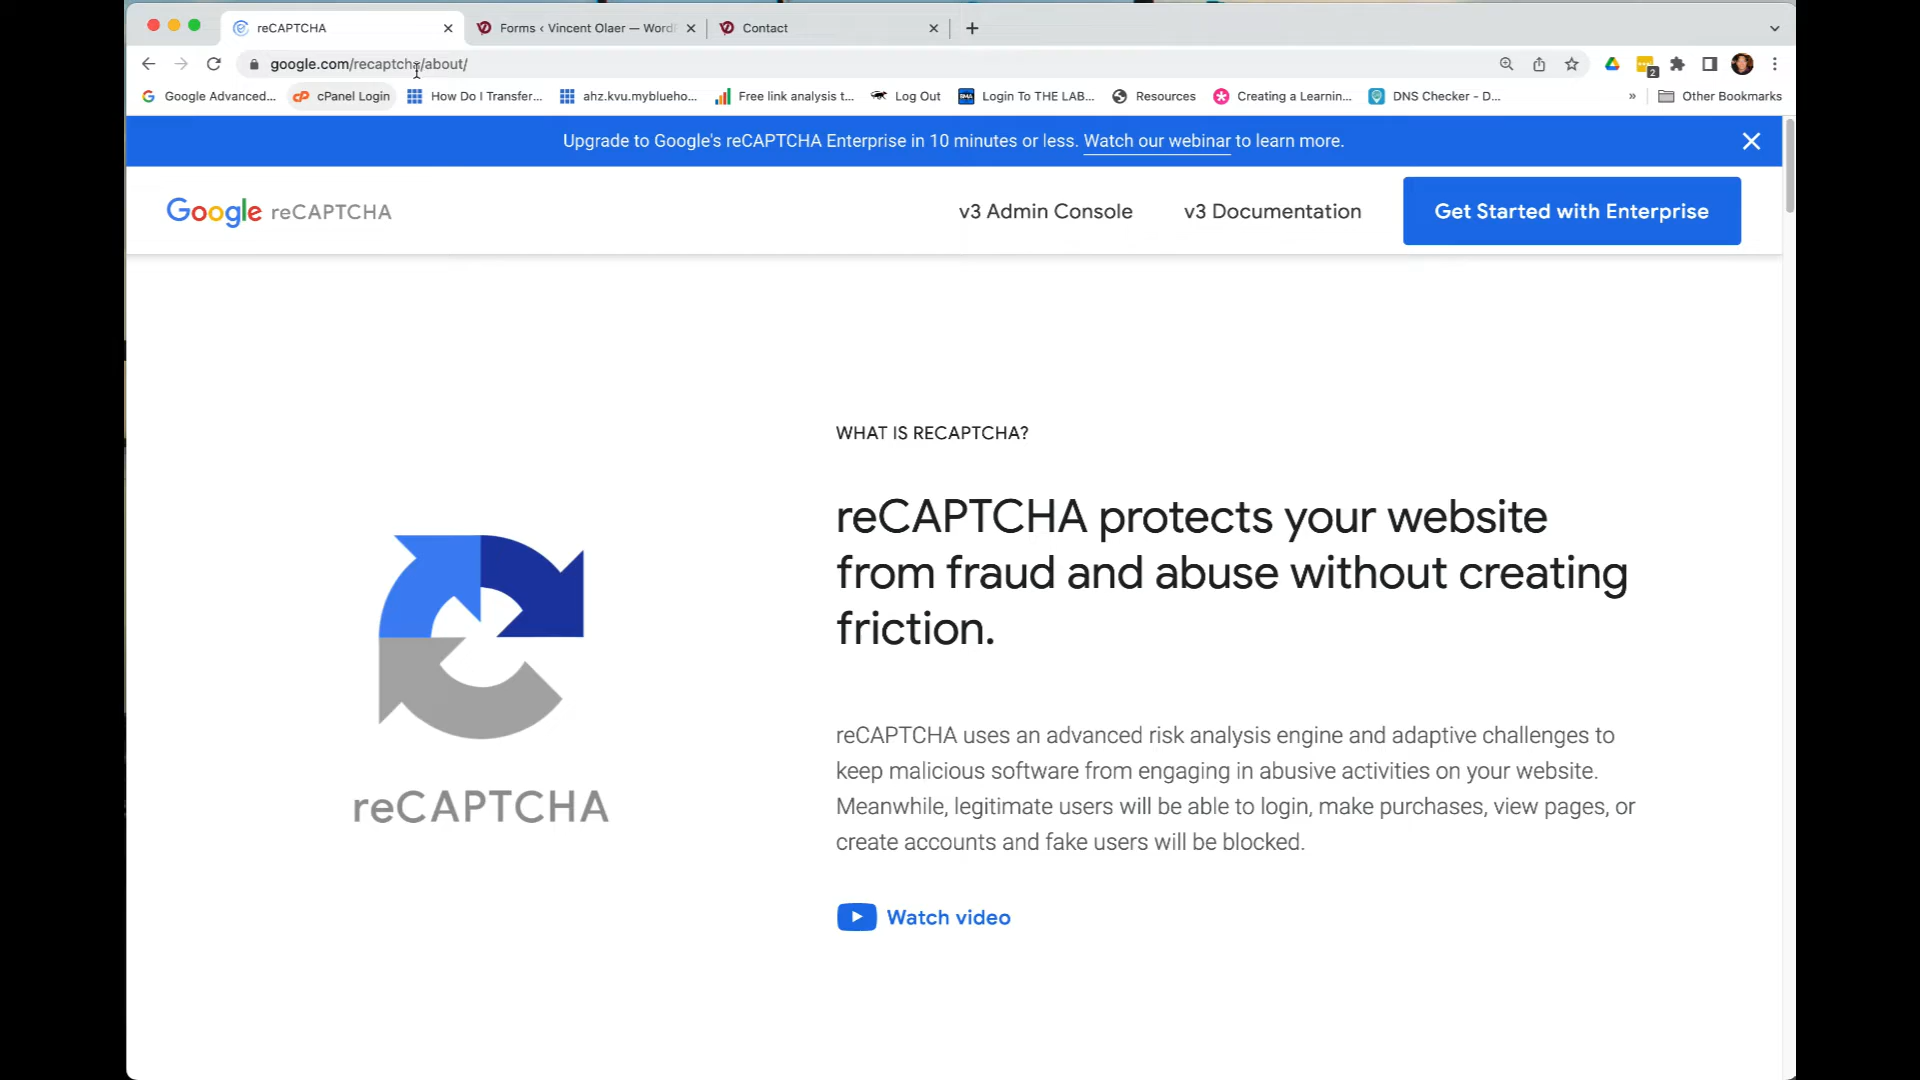 reCAPTCHA
Forms ‹ Vincent Olaer — Word
Contact
google.com/recaptcha/about/
2
Google Advanced...
cPanel Login
How Do I Transfer...
ahz.kvu.myblueho...
Free link analysis t...
Log Out
Login To THE LAB...
Resources
Creating a Learnin...
DNS Checker - D...
»
Other Bookmarks
Upgrade to Google's reCAPTCHA Enterprise in 10 minutes or less. Watch our webinar to learn more.
Google reCAPTCHA
v3 Admin Console
v3 Documentation
Get Started with Enterprise
WHAT IS RECAPTCHA?
reCAPTCHA protects your website
from fraud and abuse without creating
friction.
reCAPTCHA
reCAPTCHA uses an advanced risk analysis engine and adaptive challenges to
keep malicious software from engaging in abusive activities on your website.
Meanwhile, legitimate users will be able to login, make purchases, view pages, or
create accounts and fake users will be blocked.
Watch video